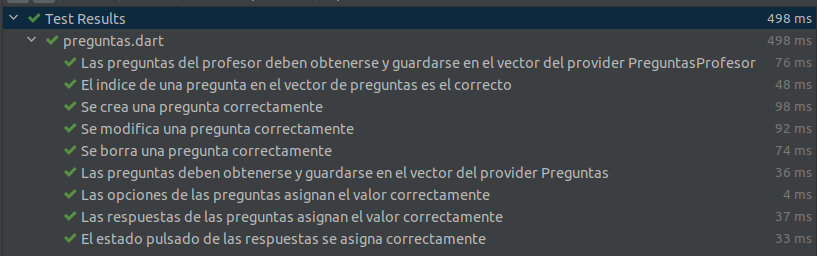 Test Results 498 ms
preguntas.dart 498 ms
Las preguntas del profesor deben obtenerse y guardarse en el vector del provider PreguntasProfesor 76 ms
El indice de una pregunta en el vector de preguntas es el correcto 48 ms
Se crea una pregunta correctamente 98 ms
Se modifica una pregunta correctamente 92 ms
Se borra una pregunta correctamente 74 ms
Las preguntas deben obtenerse y guardarse en el vector del provider Preguntas 36 ms
Las opciones de las preguntas asignan el valor correctamente 4 ms
Las respuestas de las preguntas asignan el valor correctamente 37 ms
El estado pulsado de las respuestas se asigna correctamente 33 ms